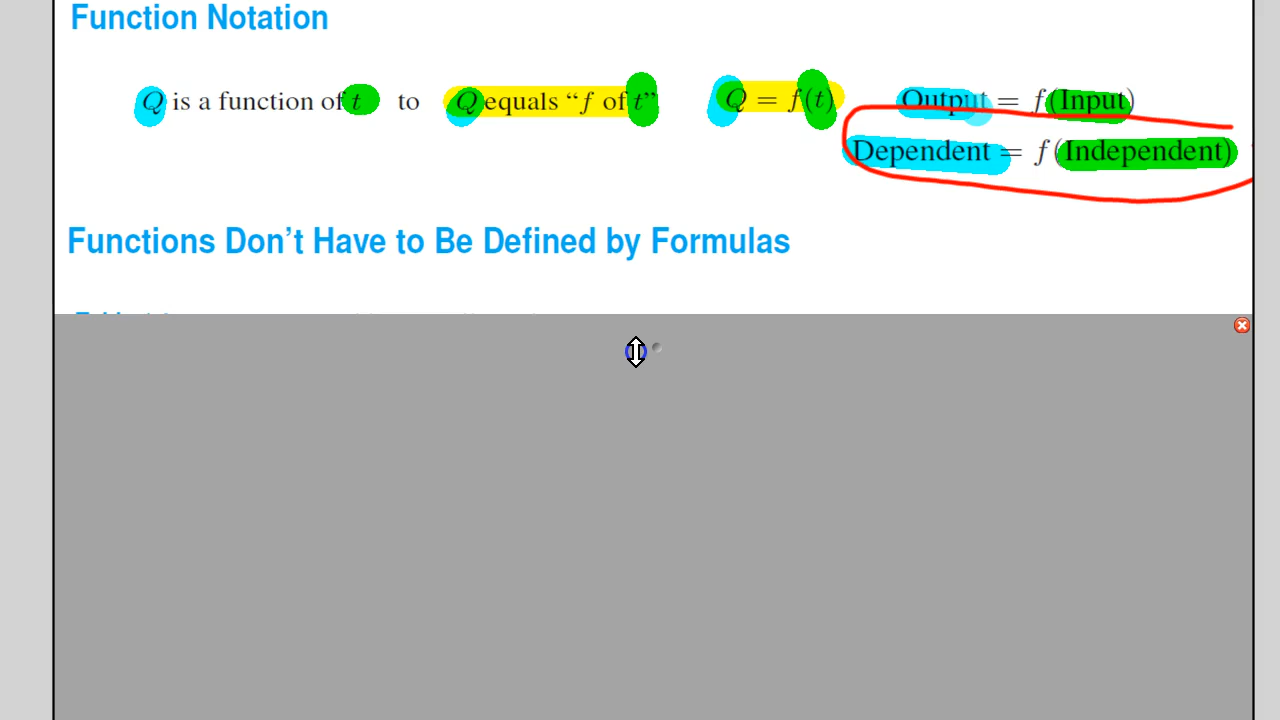 Function Notation
Q is a function of t to Q equals “f of t” Q = f(t) Output = f(Input)
Dependent = f(Independent)
Functions Don’t Have to Be Defined by Formulas